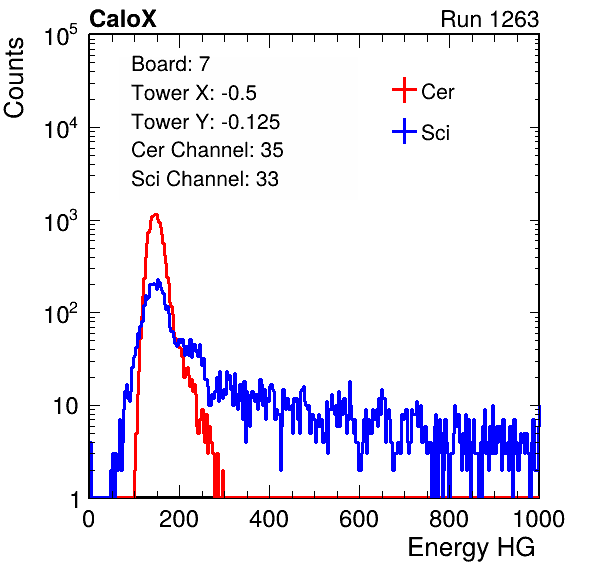 CaloX Run 1263
Counts
Board: 7
Tower X: -0.5
Tower Y: -0.125
Cer Channel: 35
Sci Channel: 33
Cer
Sci
10^5
10^4
10^3
10^2
10
1
0 200 400 600 800 1000
Energy HG